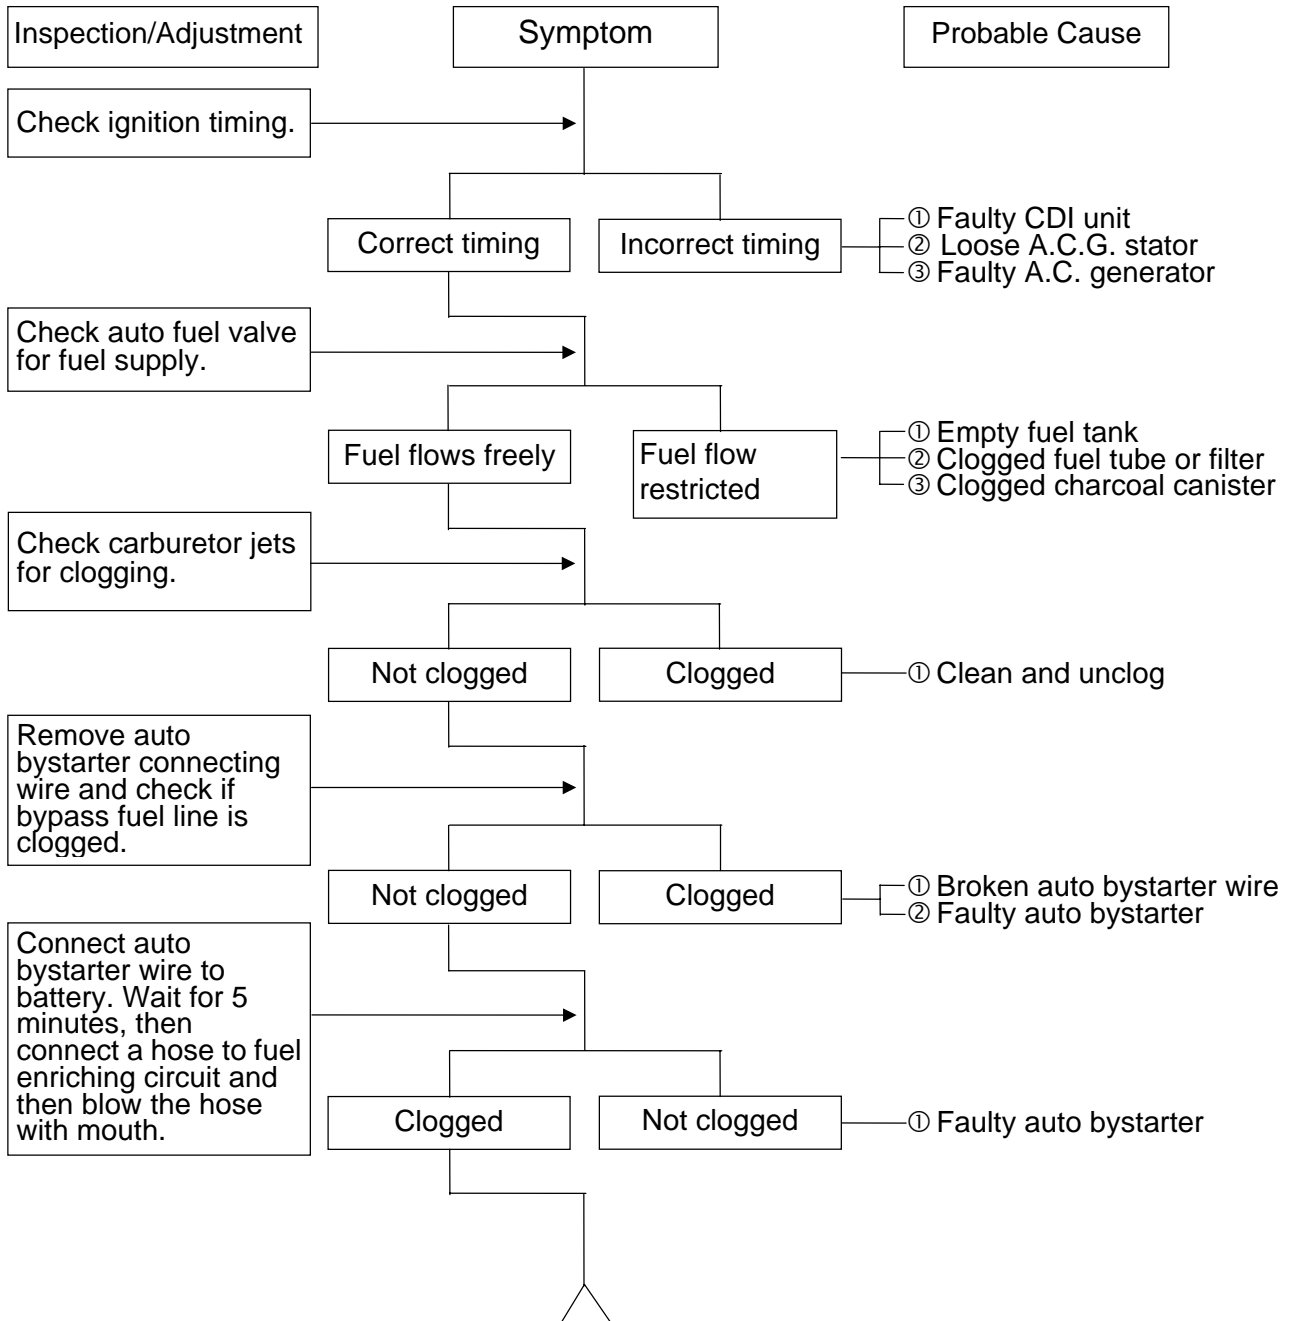 Inspection/Adjustment
Symptom
Probable Cause
Check ignition timing.
Correct timing
Incorrect timing
① Faulty CDI unit
② Loose A.C.G. stator
③ Faulty A.C. generator
Check auto fuel valve
for fuel supply.
Fuel flows freely
Fuel flow
restricted
① Empty fuel tank
② Clogged fuel tube or filter
③ Clogged charcoal canister
Check carburetor jets
for clogging.
Not clogged
Clogged
① Clean and unclog
Remove auto
bystarter connecting
wire and check if
bypass fuel line is
clogged.
Not clogged
Clogged
① Broken auto bystarter wire
② Faulty auto bystarter
Connect auto
bystarter wire to
battery. Wait for 5
minutes, then
connect a hose to fuel
enriching circuit and
then blow the hose
with mouth.
Clogged
Not clogged
① Faulty auto bystarter